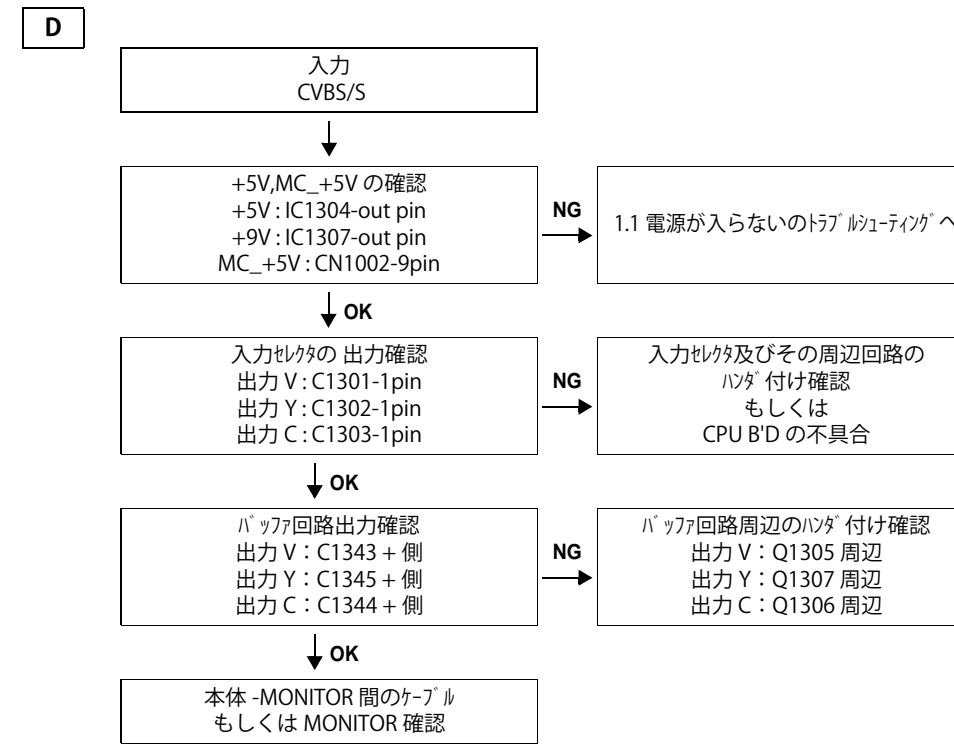 D
入力
CVBS/S
+5V,MC_+5V の確認
+5V : IC1304-out pin
+9V : IC1307-out pin
MC_+5V : CN1002-9pin
NG
1.1 電源が入らないのﾄﾗﾌﾞﾙｼｭｰﾃｨﾝｸﾞへ
OK
入力ｾﾚｸﾀの 出力確認
出力 V : C1301-1pin
出力 Y : C1302-1pin
出力 C : C1303-1pin
NG
入力ｾﾚｸﾀ及びその周辺回路の
ﾊﾝﾀﾞ付け確認
もしくは
CPU B'D の不具合
OK
ﾊﾞｯﾌｧ回路出力確認
出力 V：C1343 + 側
出力 Y：C1345 + 側
出力 C：C1344 + 側
NG
ﾊﾞｯﾌｧ回路周辺のﾊﾝﾀﾞ付け確認
出力 V：Q1305 周辺
出力 Y：Q1307 周辺
出力 C：Q1306 周辺
OK
本体 -MONITOR 間のｹｰﾌﾞﾙ
もしくは MONITOR 確認